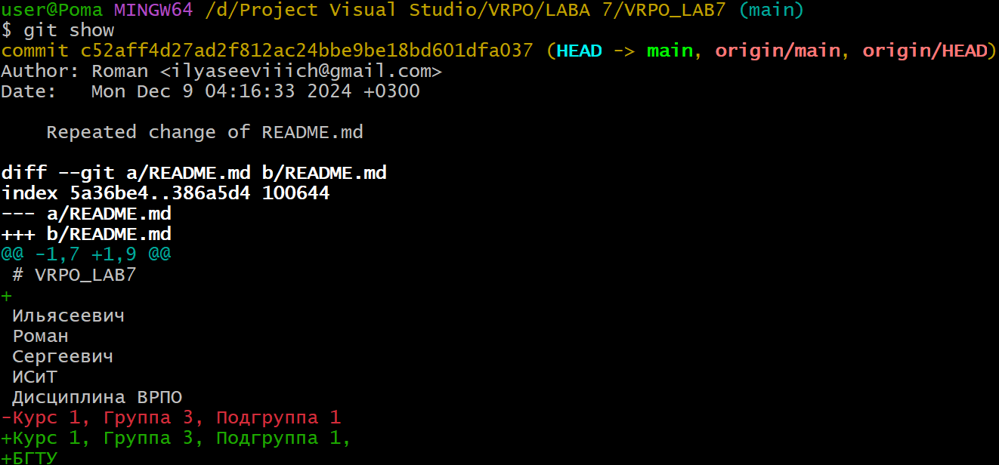 user@Poma MINGW64 /d/Project Visual Studio/VRPO/LABA 7/VRPO_LAB7 (main)
$ git show
commit c52aff4d27ad2f812ac24bbe9be18bd601dfa037 (HEAD -> main, origin/main, origin/HEAD)
Author: Roman <ilyaseeviiich@gmail.com>
Date:   Mon Dec 9 04:16:33 2024 +0300
    Repeated change of README.md
diff --git a/README.md b/README.md
index 5a36be4..386a5d4 100644
--- a/README.md
+++ b/README.md
@@ -1,7 +1,9 @@
 # VRPO_LAB7
+
 Ильясеевич
 Роман
 Сергеевич
 ИСиТ
 Дисциплина ВРПО
-Курс 1, Группа 3, Подгруппа 1
+Курс 1, Группа 3, Подгруппа 1,
+БГТУ